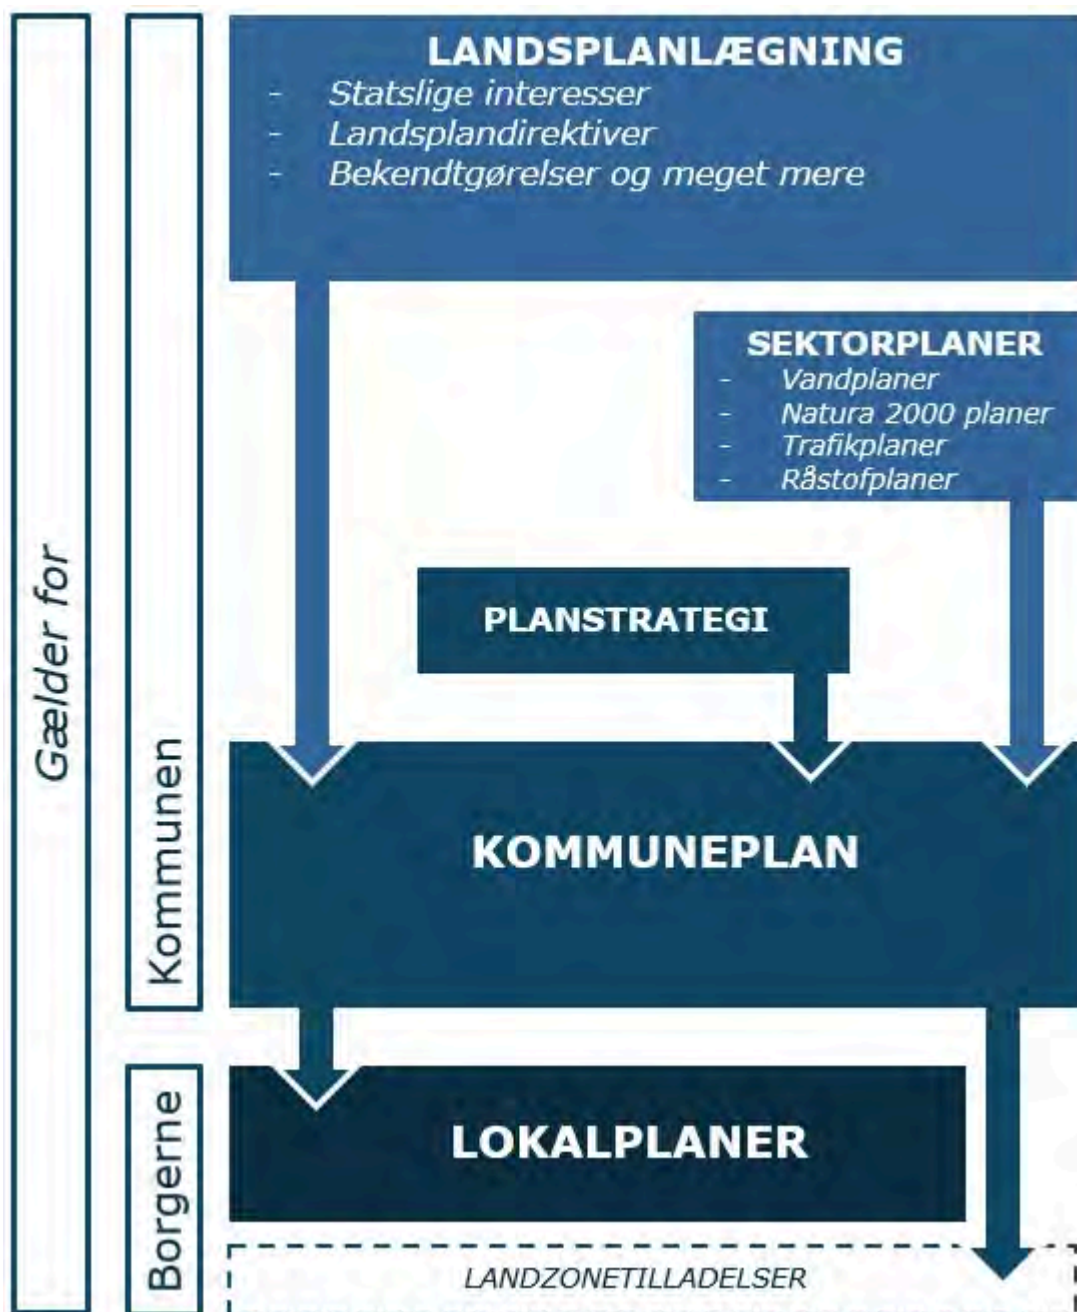 Gælder for
Kommunen
LANDSPLANLÆGNING
- Statslige interesser
- Landsplandirektiver
- Bekendtgørelser og meget mere
SEKTORPLANER
- Vandplaner
- Natura 2000 planer
- Trafikplaner
- Råstofplaner
PLANSTRATEGI
KOMMUNEPLAN
Borgerne
LOKALPLANER
LANDZONETILLADELSER